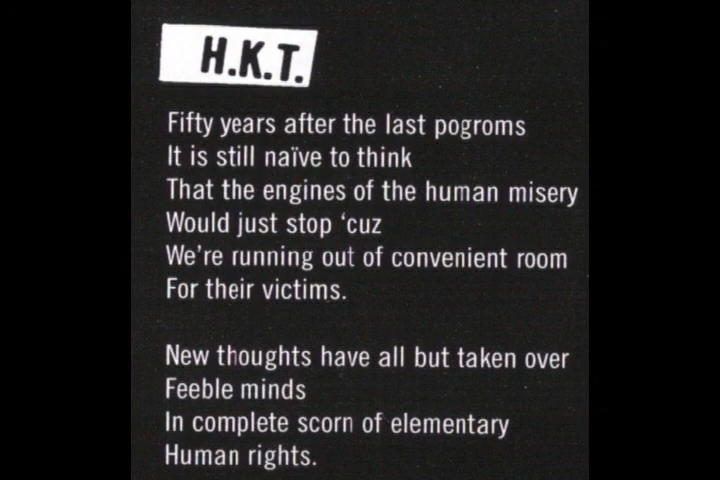 H.K.T.
Fifty years after the last pogroms
It is still naïve to think
That the engines of the human misery
Would just stop ‘cuz
We’re running out of convenient room
For their victims.
New thoughts have all but taken over
Feeble minds
In complete scorn of elementary
Human rights.